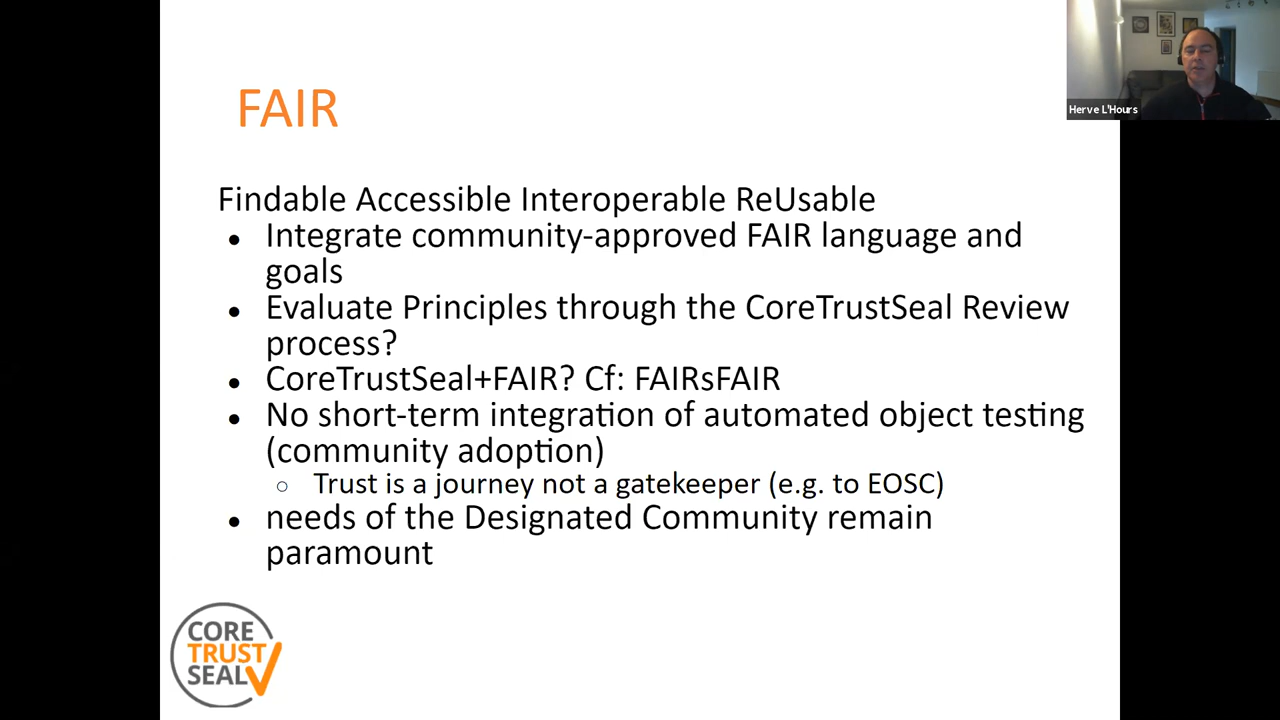 FAIR
Herve L'Hours
Findable Accessible Interoperable ReUsable
● Integrate community-approved FAIR language and
goals
● Evaluate Principles through the CoreTrustSeal Review
process?
● CoreTrustSeal+FAIR? Cf: FAIRsFAIR
● No short-term integration of automated object testing
(community adoption)
○ Trust is a journey not a gatekeeper (e.g. to EOSC)
● needs of the Designated Community remain
paramount
CORE
TRUST
SEAL